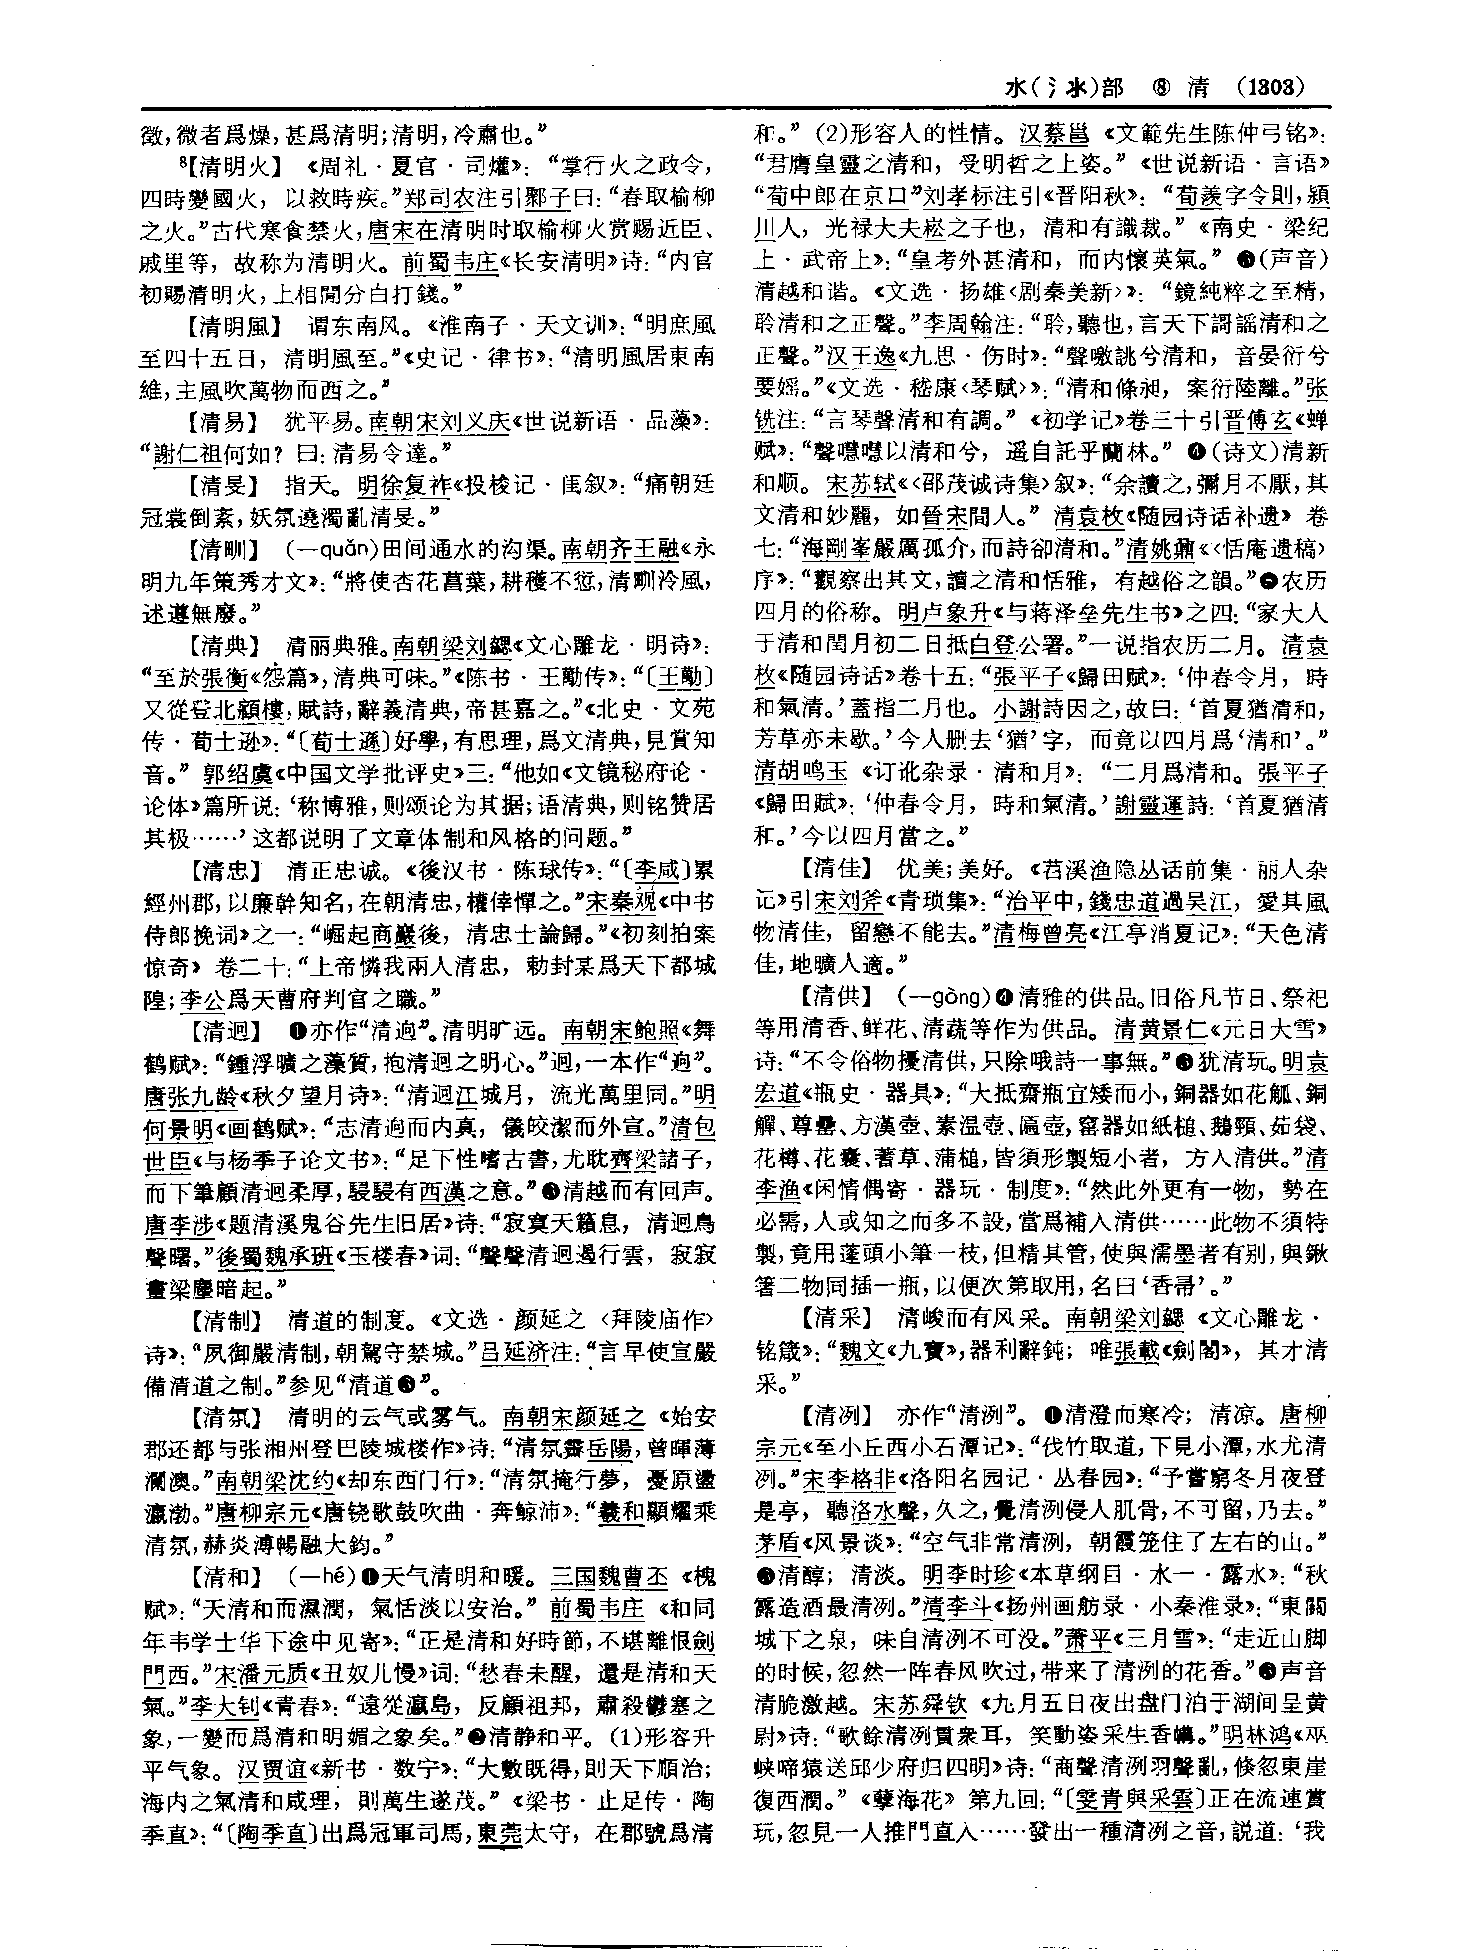 水(氵氺)部 ⑧ 清 (1303)
徵,微者爲燥,甚爲清明;清明,冷肅也。”
8【清明火】 《周礼·夏官·司爟》:“掌行火之政令,
四時變國火,以救時疾。”郑司农注引鄹子曰:“春取榆柳
之火。”古代寒食禁火,唐宋在清明时取榆柳火赏赐近臣、
戚里等,故称为清明火。前蜀韦庄《长安清明》诗:“内官
初賜清明火,上相閒分白打錢。”
【清明風】 谓东南风。《淮南子·天文训》:“明庶風
至四十五日,清明風至。”《史记·律书》:“清明風居東南
維,主風吹萬物而西之。”
【清易】 犹平易。南朝宋刘义庆《世说新语·品藻》:
“謝仁祖何如?曰:清易令達。”
【清旻】 指天。明徐复祚《投梭记·闺叙》:“痛朝廷
冠裳倒紊,妖氛遶濁亂清旻。”
【清甽】 (—quǎn)田间通水的沟渠。南朝齐王融《永
明九年策秀才文》:“將使杏花菖葉,耕穫不愆,清甽泠風,
述遵無廢。”
【清典】 清丽典雅。南朝梁刘勰《文心雕龙·明诗》:
“至於張衡《怨篇》,清典可味。”《陈书·王勱传》:“〔王勱〕
又從登北顧樓,賦詩,辭義清典,帝甚嘉之。”《北史·文苑
传·荀士逊》:“〔荀士遜〕好學,有思理,爲文清典,見賞知
音。”郭绍虞《中国文学批评史》三:“他如《文镜秘府论·
论体》篇所说:‘称博雅,则颂论为其据;语清典,则铭赞居
其极……’这都说明了文章体制和风格的问题。”
【清忠】 清正忠诚。《後汉书·陈球传》:“〔李咸〕累
經州郡,以廉幹知名,在朝清忠,權倖憚之。”宋秦观《中书
侍郎挽词》之一:“崛起商巖後,清忠士論歸。”《初刻拍案
惊奇》卷二十:“上帝憐我兩人清忠,勅封某爲天下都城
隍;李公爲天曹府判官之職。”
【清迥】 ❶亦作“清逈”。清明旷远。南朝宋鲍照《舞
鹤赋》:“鍾浮曠之藻質,抱清迥之明心。”迥,一本作“逈”。
唐张九龄《秋夕望月诗》:“清迥江城月,流光萬里同。”明
何景明《画鹤赋》:“志清逈而内真,儀皎潔而外宣。”清包
世臣《与杨季子论文书》:“足下性嗜古書,尤耽齊梁諸子,
而下筆顧清迥柔厚,駸駸有西漢之意。”❷清越而有回声。
唐李涉《题清溪鬼谷先生旧居》诗:“寂寞天籟息,清迥鳥
聲曙。”後蜀魏承班《玉楼春》词:“聲聲清迥遏行雲,寂寂
畫梁塵暗起。”
【清制】 清道的制度。《文选·颜延之〈拜陵庙作〉
诗》:“夙御嚴清制,朝駕守禁城。”吕延济注:“言早使宣嚴
備清道之制。”参见“清道❸”。
【清氛】 清明的云气或雾气。南朝宋颜延之《始安
郡还都与张湘州登巴陵城楼作》诗:“清氛霽岳陽,曾暉薄
瀾澳。”南朝梁沈约《却东西门行》:“清氛掩行夢,憂原盪
瀛渤。”唐柳宗元《唐铙歌鼓吹曲·奔鲸沛》:“羲和顯耀乘
清氛,赫炎溥暢融大鈞。”
【清和】 (—hé)❶天气清明和暖。三国魏曹丕《槐
赋》:“天清和而濕潤,氣恬淡以安治。”前蜀韦庄《和同
年韦学士华下途中见寄》:“正是清和好時節,不堪離恨劍
門西。”宋潘元质《丑奴儿慢》词:“愁春未醒,還是清和天
氣。”李大钊《青春》:“遠從瀛島,反顧祖邦,肅殺鬱塞之
象,一變而爲清和明媚之象矣。”❷清静和平。(1)形容升
平气象。汉贾谊《新书·数宁》:“大數既得,則天下順治;
海内之氣清和咸理,則萬生遂茂。”《梁书·止足传·陶
季直》:“〔陶季直〕出爲冠軍司馬,東莞太守,在郡號爲清
和。”(2)形容人的性情。汉蔡邕《文範先生陈仲弓铭》:
“君膺皇靈之清和,受明哲之上姿。”《世说新语·言语》
“荀中郎在京口”刘孝标注引《晋阳秋》:“荀羨字令則,潁
川人,光禄大夫崧之子也,清和有識裁。”《南史·梁纪
上·武帝上》:“皇考外甚清和,而内懷英氣。”❸(声音)
清越和谐。《文选·扬雄〈剧秦美新〉》:“鏡純粹之至精,
聆清和之正聲。”李周翰注:“聆,聽也,言天下謌謡清和之
正聲。”汉王逸《九思·伤时》:“聲噭誂兮清和,音晏衍兮
要婬。”《文选·嵇康〈琴赋〉》:“清和條昶,案衍陸離。”张
铣注:“言琴聲清和有調。”《初学记》卷三十引晋傅玄《蝉
赋》:“聲嚖嚖以清和兮,遥自託乎蘭林。”❹(诗文)清新
和顺。宋苏轼《〈邵茂诚诗集〉叙》:“余讀之,彌月不厭,其
文清和妙麗,如晉宋間人。”清袁枚《随园诗话补遗》卷
七:“海剛峯嚴厲孤介,而詩卻清和。”清姚鼐《〈恬庵遗稿〉
序》:“觀察出其文,讀之清和恬雅,有越俗之韻。”❺农历
四月的俗称。明卢象升《与蒋泽垒先生书》之四:“家大人
于清和閏月初二日抵白登公署。”一说指农历二月。清袁
枚《随园诗话》卷十五:“張平子《歸田賦》:‘仲春令月,時
和氣清。’蓋指二月也。小謝詩因之,故曰:‘首夏猶清和,
芳草亦未歇。’今人删去‘猶’字,而竟以四月爲‘清和’。”
清胡鸣玉《订讹杂录·清和月》:“二月爲清和。張平子
《歸田賦》:‘仲春令月,時和氣清。’謝靈運詩:‘首夏猶清
和。’今以四月當之。”
【清佳】 优美;美好。《苕溪渔隐丛话前集·丽人杂
记》引宋刘斧《青琐集》:“治平中,錢忠道過吴江,愛其風
物清佳,留戀不能去。”清梅曾亮《江亭消夏记》:“天色清
佳,地曠人適。”
【清供】 (—gòng)❶清雅的供品。旧俗凡节日、祭祀
等用清香、鲜花、清蔬等作为供品。清黄景仁《元日大雪》
诗:“不令俗物擾清供,只除哦詩一事無。”❷犹清玩。明袁
宏道《瓶史·器具》:“大抵齋瓶宜矮而小,銅器如花觚、銅
觶、尊罍、方漢壺、素温壺、匾壺,窰器如紙槌、鵝頸、茹袋、
花樽、花囊、蓍草、蒲槌,皆須形製短小者,方入清供。”清
李渔《闲情偶寄·器玩·制度》:“然此外更有一物,勢在
必需,人或知之而多不設,當爲補入清供……此物不須特
製,竟用蓬頭小筆一枝,但精其管,使與濡墨者有别,與鍬
箸二物同插一瓶,以便次第取用,名曰‘香帚’。”
【清采】 清峻而有风采。南朝梁刘勰《文心雕龙·
铭箴》:“魏文《九寶》,器利辭鈍;唯張載《劍閣》,其才清
采。”
【清冽】 亦作“清洌”。❶清澄而寒冷;清凉。唐柳
宗元《至小丘西小石潭记》:“伐竹取道,下見小潭,水尤清
冽。”宋李格非《洛阳名园记·丛春园》:“予嘗窮冬月夜登
是亭,聽洛水聲,久之,覺清洌侵人肌骨,不可留,乃去。”
茅盾《风景谈》:“空气非常清冽,朝霞笼住了左右的山。”
❷清醇;清淡。明李时珍《本草纲目·水一·露水》:“秋
露造酒最清冽。”清李斗《扬州画舫录·小秦淮录》:“東關
城下之泉,味自清冽不可没。”萧平《三月雪》:“走近山脚
的时候,忽然一阵春风吹过,带来了清冽的花香。”❸声音
清脆激越。宋苏舜钦《九月五日夜出盘门泊于湖间呈黄
尉》诗:“歌餘清冽貫衆耳,笑動姿采生香韉。”明林鸿《巫
峡啼猿送邱少府归四明》诗:“商聲清冽羽聲亂,倏忽東崖
復西澗。”《孽海花》第九回:“〔雯青與采雲〕正在流連賞
玩,忽見一人推門直入……發出一種清冽之音,説道:‘我